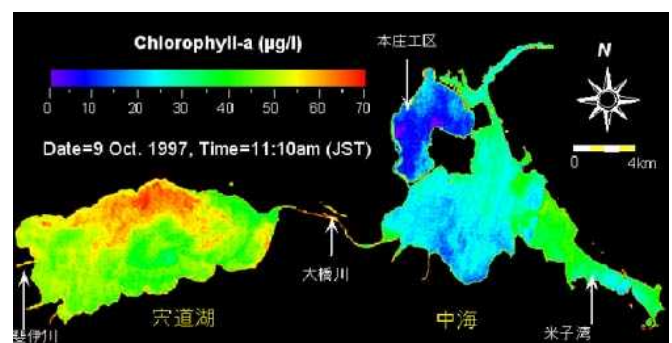 Chlorophyll-a (µg/l)
0 10 20 30 40 50 60 70
Date=9 Oct. 1997, Time=11:10am (JST)
本庄工区
N
0 4km
大橋川
斐伊川
宍道湖
中海
米子湾